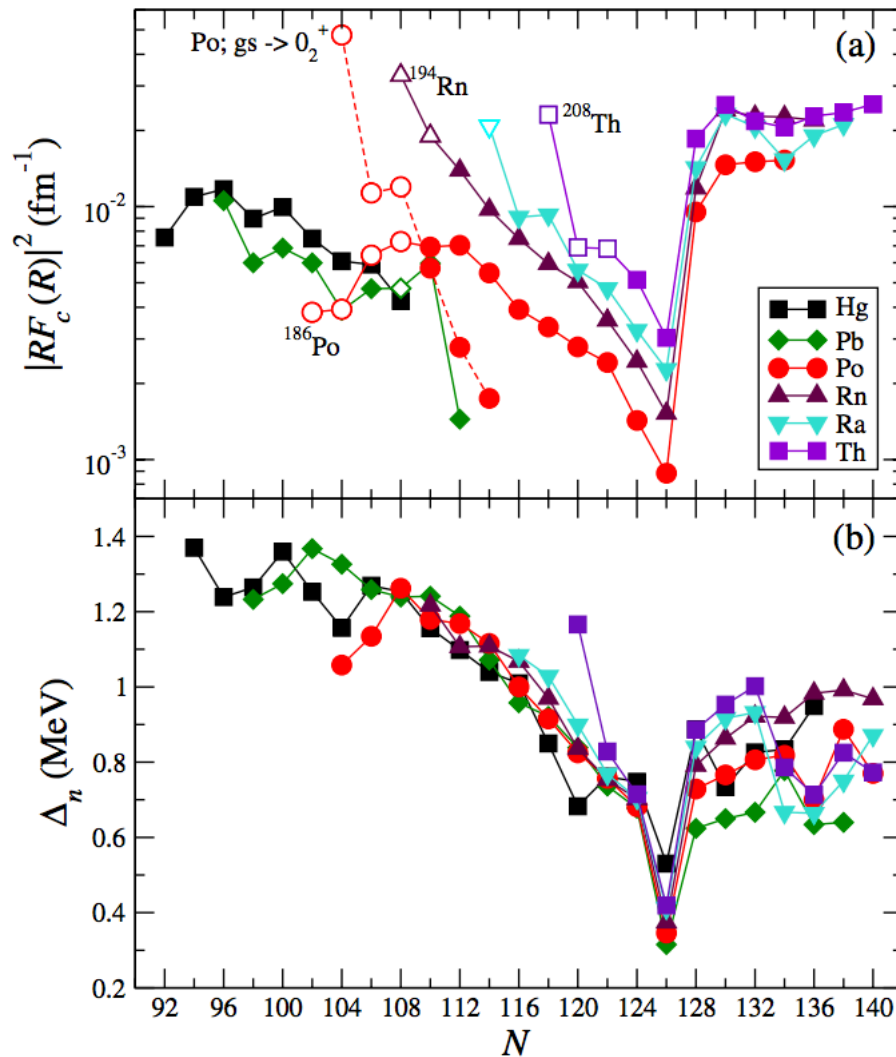 Po; gs -> 0₂⁺
(a)
¹⁹⁴Rn
²⁰⁸Th
¹⁸⁶Po
|RF_c(R)|² (fm⁻¹)
10⁻²
10⁻³
Hg
Pb
Po
Rn
Ra
Th
(b)
Δ_n (MeV)
1.4
1.2
1
0.8
0.6
0.4
0.2
92 96 100 104 108 112 116 120 124 128 132 136 140
N